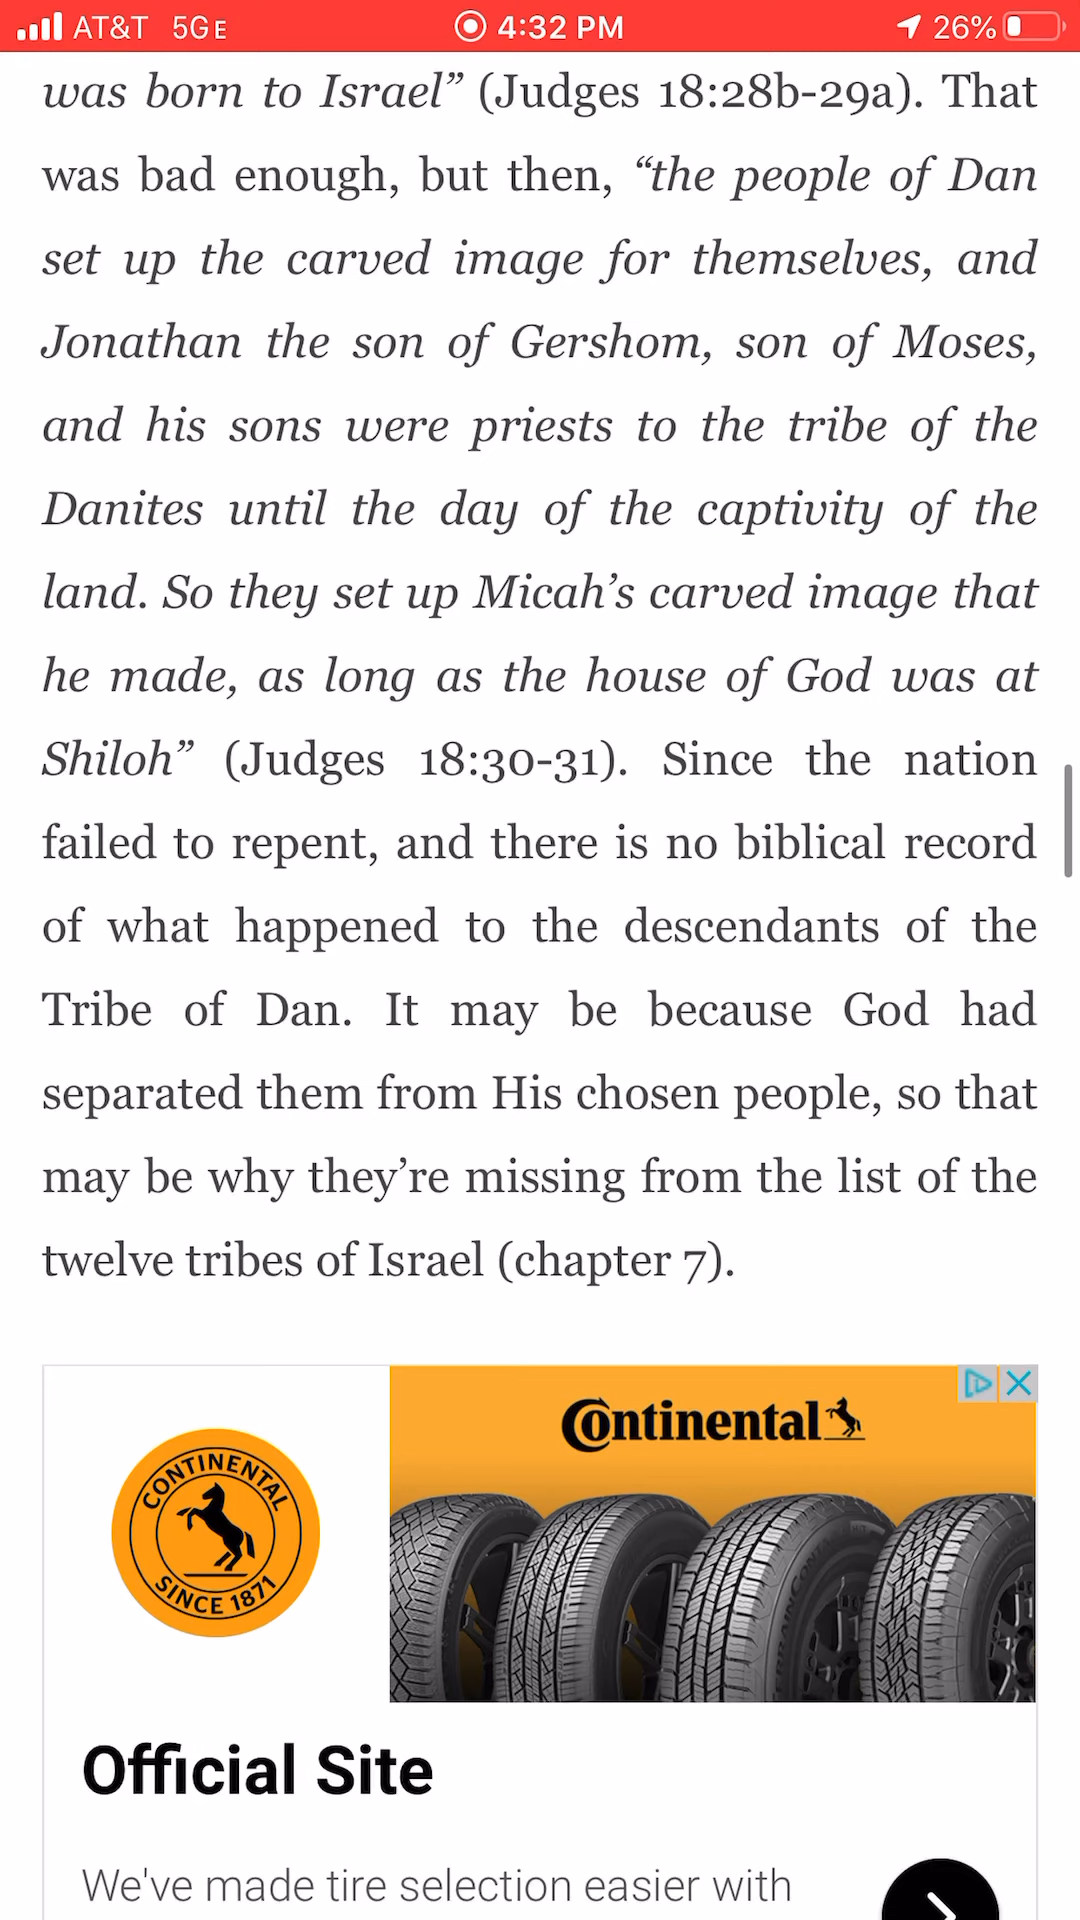 AT&T 5GE 4:32 PM 26%
was born to Israel” (Judges 18:28b-29a). That
was bad enough, but then, “the people of Dan
set up the carved image for themselves, and
Jonathan the son of Gershom, son of Moses,
and his sons were priests to the tribe of the
Danites until the day of the captivity of the
land. So they set up Micah’s carved image that
he made, as long as the house of God was at
Shiloh” (Judges 18:30-31). Since the nation
failed to repent, and there is no biblical record
of what happened to the descendants of the
Tribe of Dan. It may be because God had
separated them from His chosen people, so that
may be why they’re missing from the list of the
twelve tribes of Israel (chapter 7).
Continental
CONTINENTAL
SINCE 1871
Official Site
We've made tire selection easier with